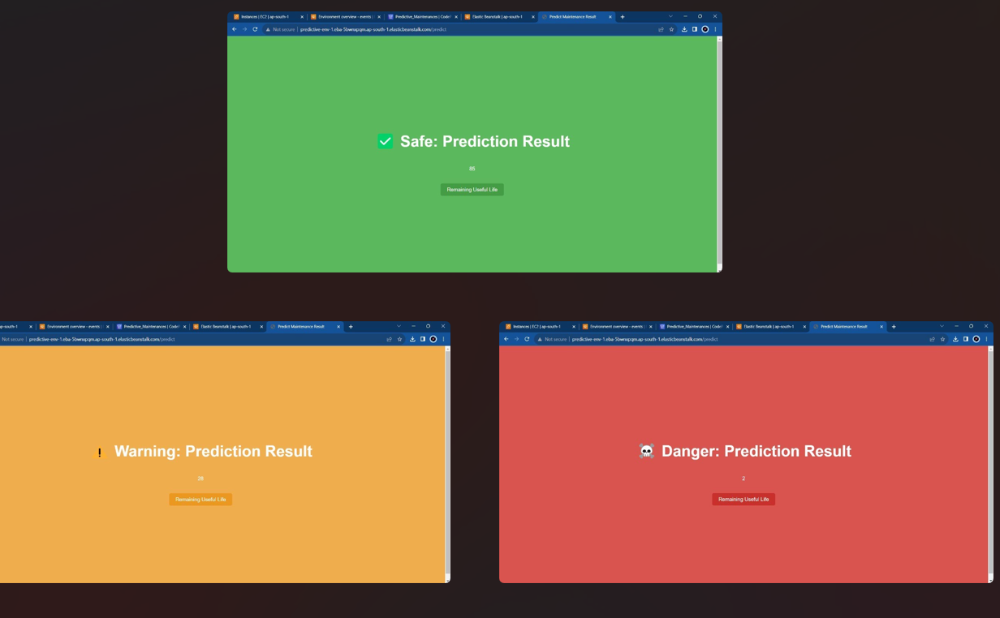 Instances | EC2 | ap-south-1
Environment overview - events |
Predictive_Maintenances | Code
Elastic Beanstalk | ap-south-1
Predict Maintenance Result
Not secure
predictive-env-1.eba-5bwnxpqm.ap-south-1.elasticbeanstalk.com/predict
✅ Safe: Prediction Result
85
Remaining Useful Life
ap-south-1
Environment overview - events |
Predictive_Maintenances | Code
Elastic Beanstalk | ap-south-1
Predict Maintenance Result
Not secure
predictive-env-1.eba-5bwnxpqm.ap-south-1.elasticbeanstalk.com/predict
! Warning: Prediction Result
Remaining Useful Life
Instances | EC2 | ap-south-1
Environment overview - events |
Predictive_Maintenances | Code
Elastic Beanstalk | ap-south-1
Predict Maintenance Result
Not secure
predictive-env-1.eba-5bwnxpqm.ap-south-1.elasticbeanstalk.com/predict
☠ Danger: Prediction Result
2
Remaining Useful Life